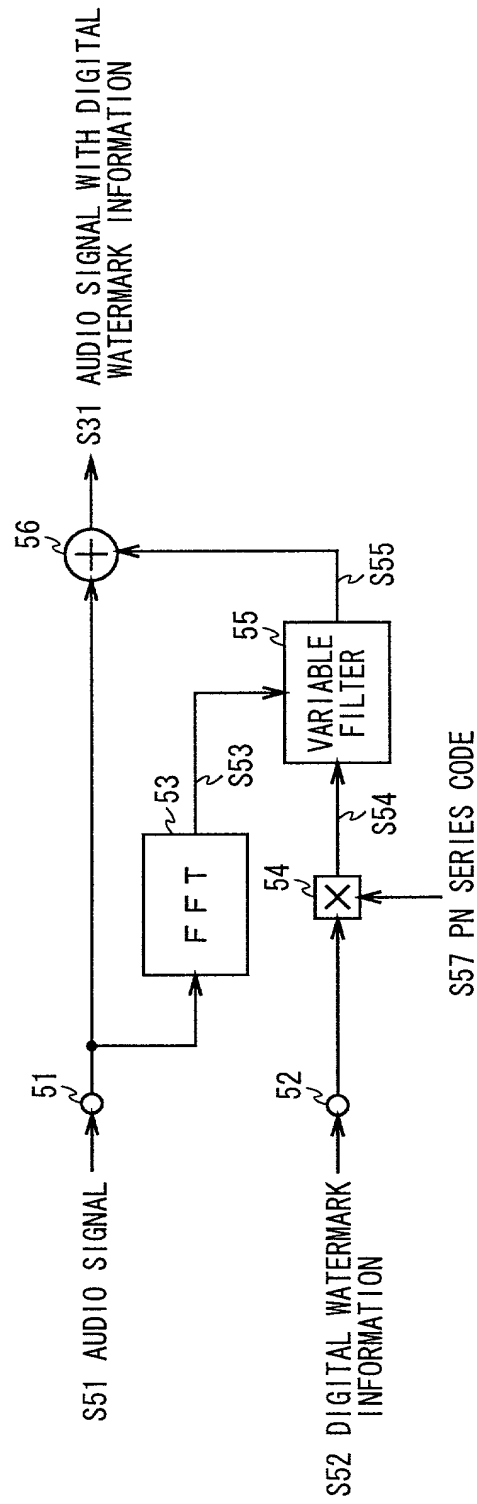 S51 AUDIO SIGNAL
51
56
S31 AUDIO SIGNAL WITH DIGITAL
WATERMARK INFORMATION
53
FFT
S53
55
VARIABLE
FILTER
S55
S52 DIGITAL WATERMARK
INFORMATION
52
54
×
S54
S57 PN SERIES CODE